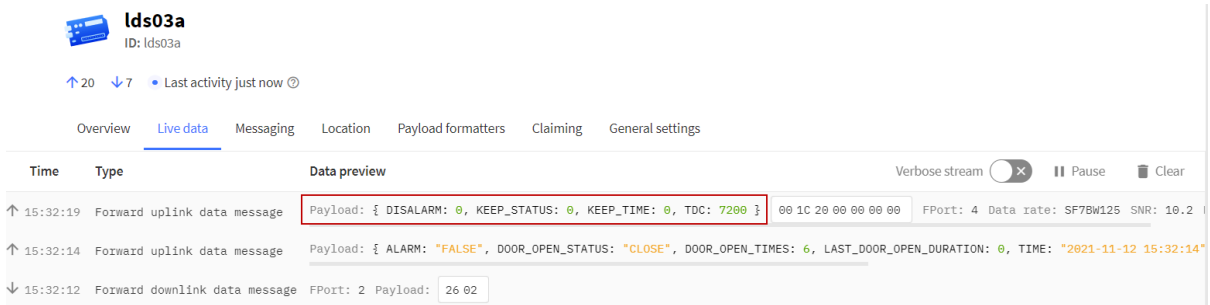 lds03a
ID: lds03a
20 7 • Last activity just now
Overview Live data Messaging Location Payload formatters Claiming General settings
Time Type Data preview Verbose stream Pause Clear
↑ 15:32:19 Forward uplink data message Payload: { DISALARM: 0, KEEP_STATUS: 0, KEEP_TIME: 0, TDC: 7200 } 00 1C 20 00 00 00 00 FPort: 4 Data rate: SF7BW125 SNR: 10.2
↑ 15:32:14 Forward uplink data message Payload: { ALARM: "FALSE", DOOR_OPEN_STATUS: "CLOSE", DOOR_OPEN_TIMES: 6, LAST_DOOR_OPEN_DURATION: 0, TIME: "2021-11-12 15:32:14"
↓ 15:32:12 Forward downlink data message FPort: 2 Payload: 26 02